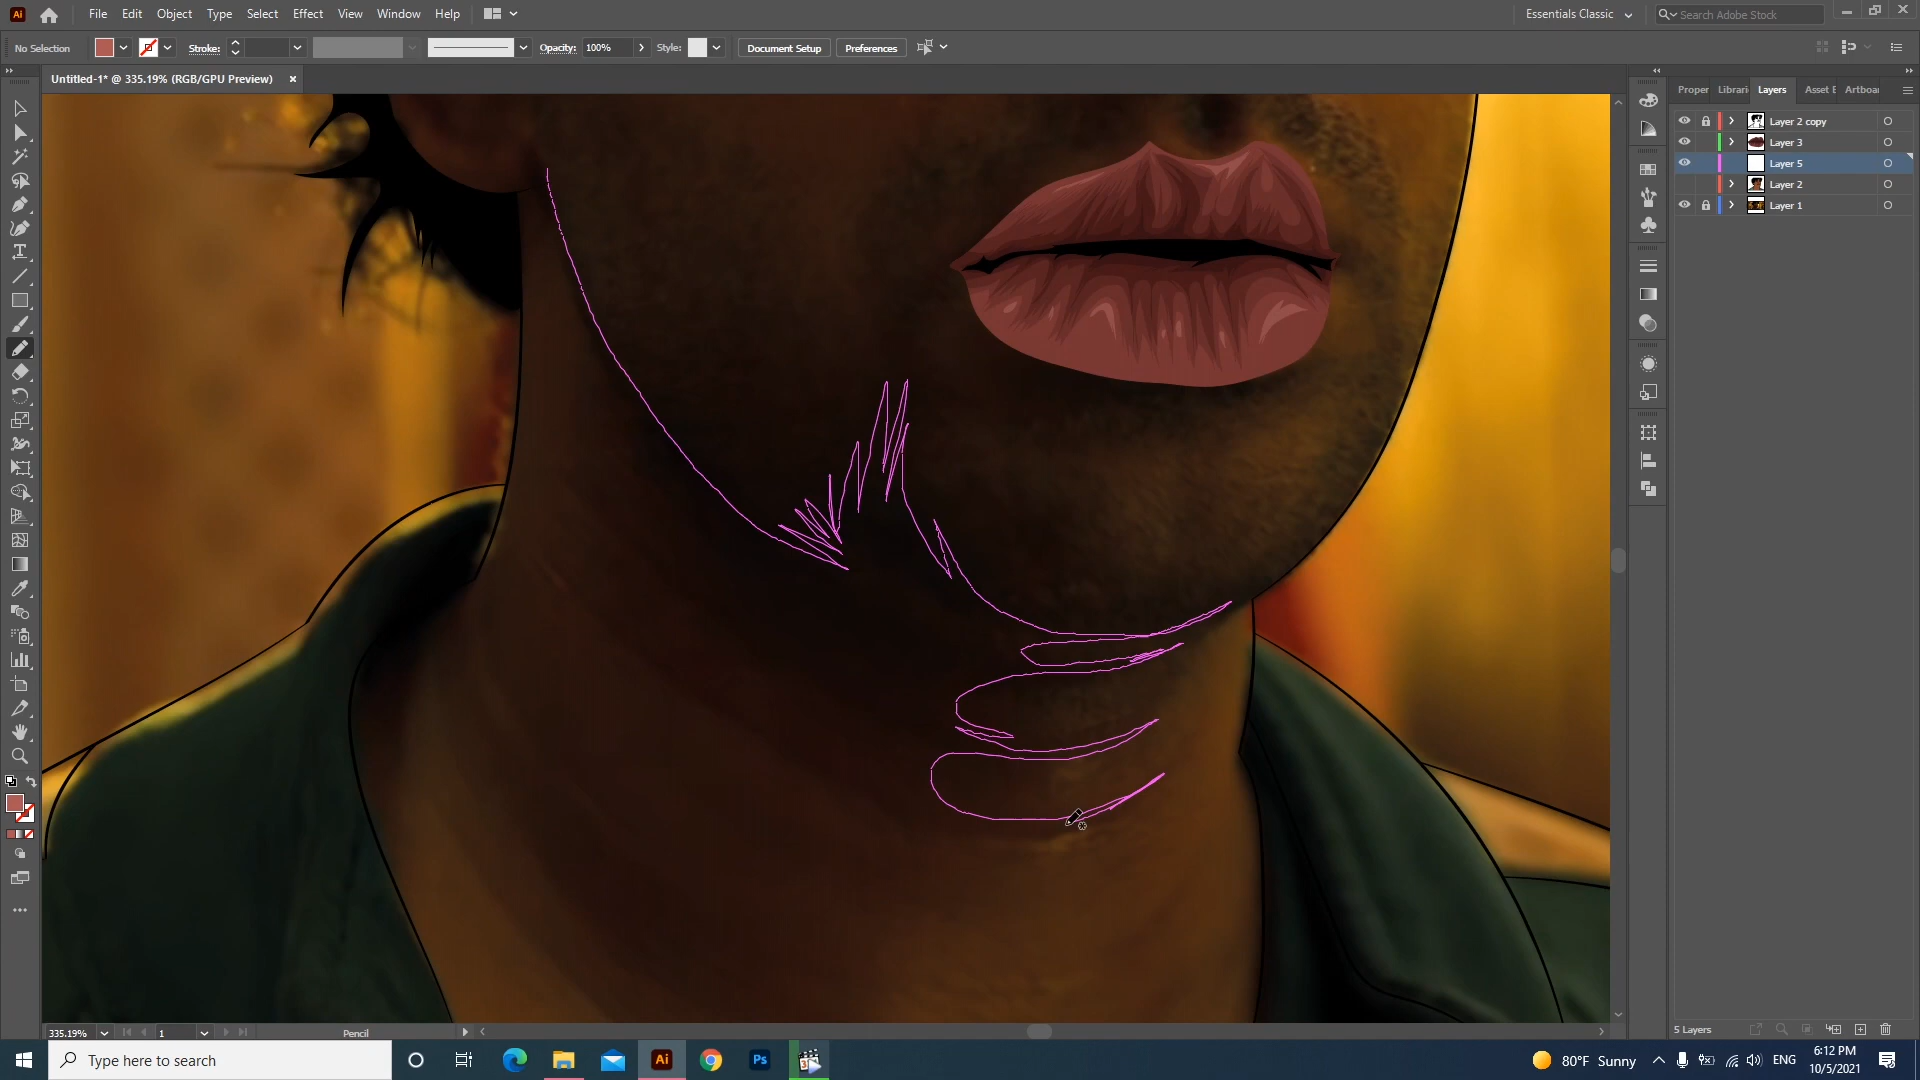 Ai File Edit Object Type Select Effect View Window Help Essentials Classic Search Adobe Stock
No Selection Stroke: Opacity: 100% Style: Document Setup Preferences
Untitled-1* @ 335.19% (RGB/GPU Preview) Proper Librari Layers Asset E Artboar
Layer 2 copy
Layer 3
Layer 5
Layer 2
Layer 1
335.19% 1 Pencil 5 Layers
Type here to search Ai Ps 80°F Sunny ENG 6:12 PM
10/5/2021